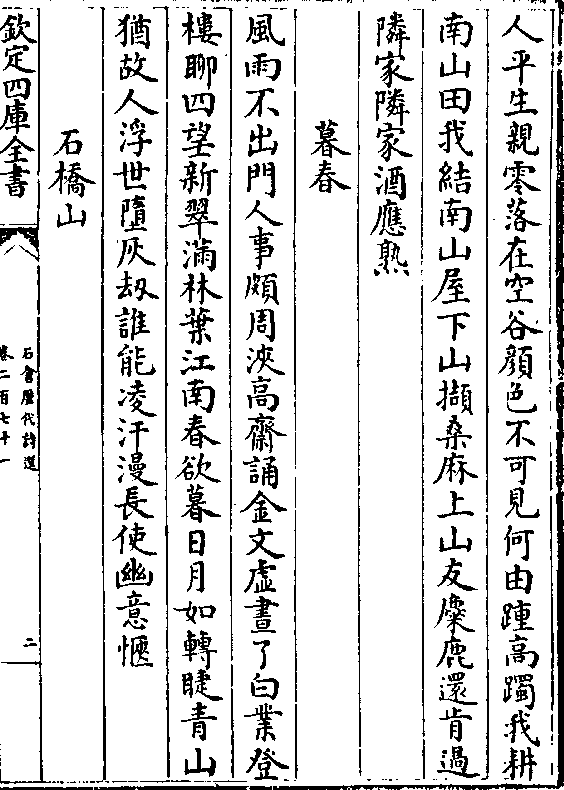 人平生親零落在空谷顔色不可見何由踵高躅我耕
南山田我結南山屋下山擷桑麻上山友麋鹿還肯過
隣家隣家酒應熟
暮春
風雨不出門人事頗周浹高齋誦金文虛晝了白業登
樓聊四望新翠滿林葉江南春欲暮日月如轉睫青山
猶故人浮世墮灰刼誰能凌汗漫長使幽意愜
石橋山
欽定四庫全書
石倉歷代詩選
卷二百七十一
二